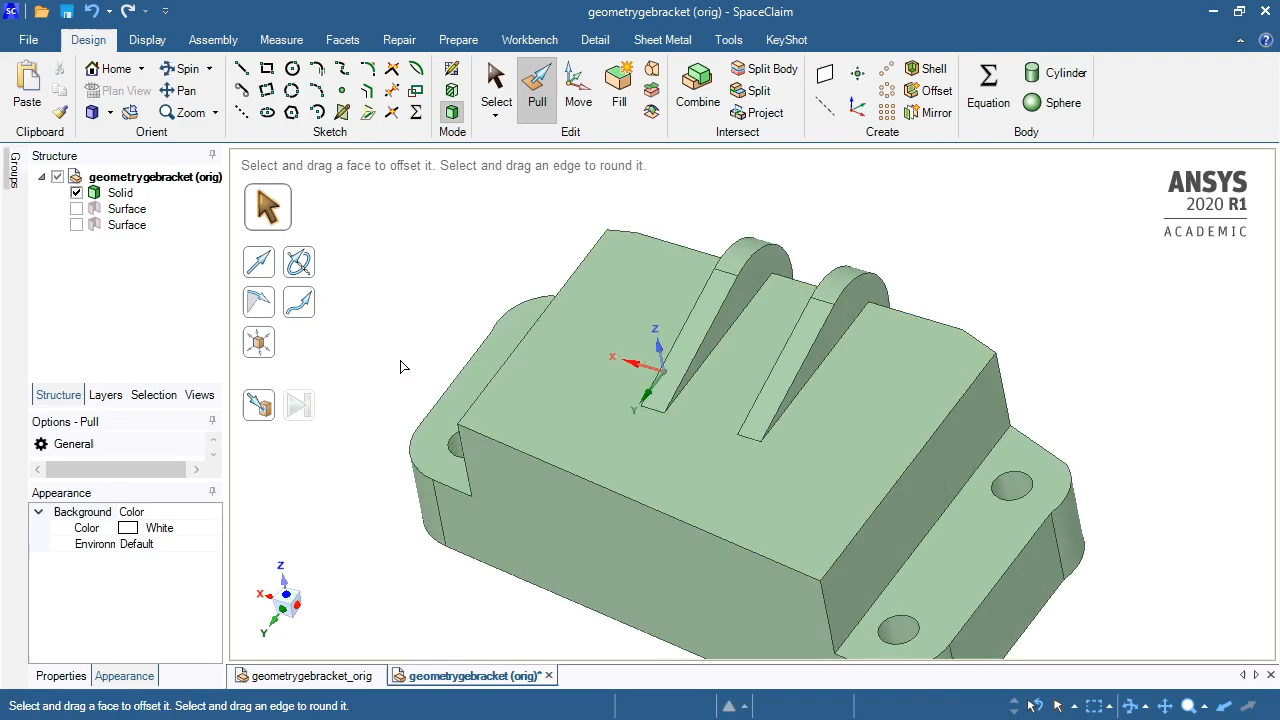 geometrygebracket (orig) - SpaceClaim
File Design Display Assembly Measure Facets Repair Prepare Workbench Detail Sheet Metal Tools KeyShot
Paste
Home
Plan View
Spin
Pan
Zoom
Select
Pull
Move
Fill
Combine
Split Body
Split
Project
Shell
Offset
Mirror
Equation
Cylinder
Sphere
Clipboard Orient Sketch Mode Edit Intersect Create Body
Groups
Structure
geometrygebracket (orig)
Solid
Surface
Surface
Structure Layers Selection Views
Options - Pull
General
Appearance
Background Color
Color White
Environn Default
Properties Appearance
Select and drag a face to offset it. Select and drag an edge to round it.
ANSYS
2020 R1
ACADEMIC
Z
X
Y
Z
X
Y
geometrygebracket_orig
geometrygebracket (orig)*
Select and drag a face to offset it. Select and drag an edge to round it.